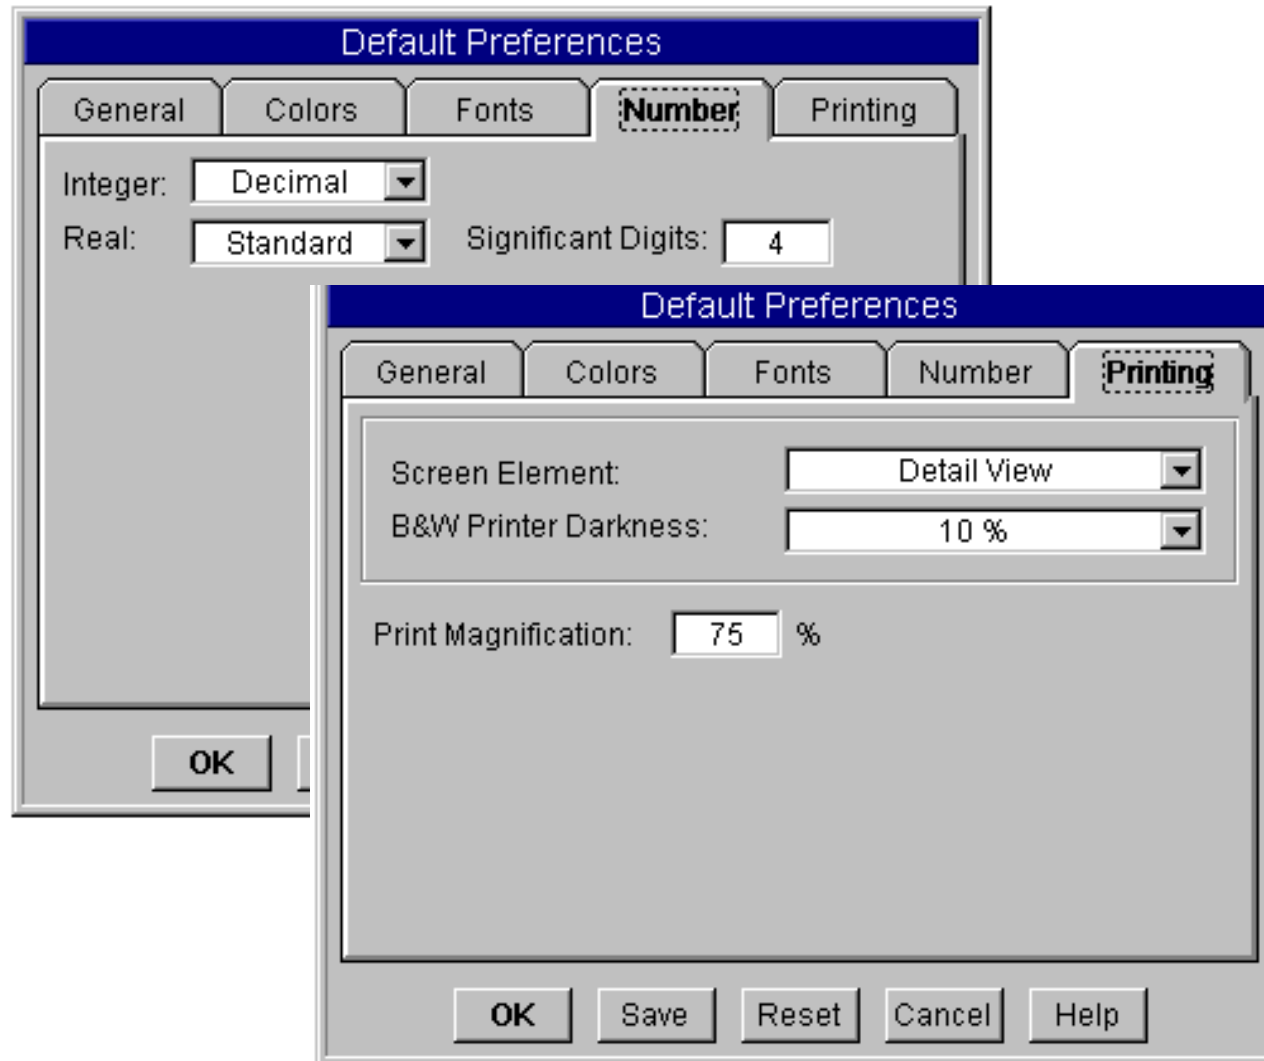 Default Preferences
General Colors Fonts Number Printing
Integer: Decimal
Real: Standard Significant Digits: 4
OK
Default Preferences
General Colors Fonts Number Printing
Screen Element: Detail View
B&W Printer Darkness: 10 %
Print Magnification: 75 %
OK Save Reset Cancel Help